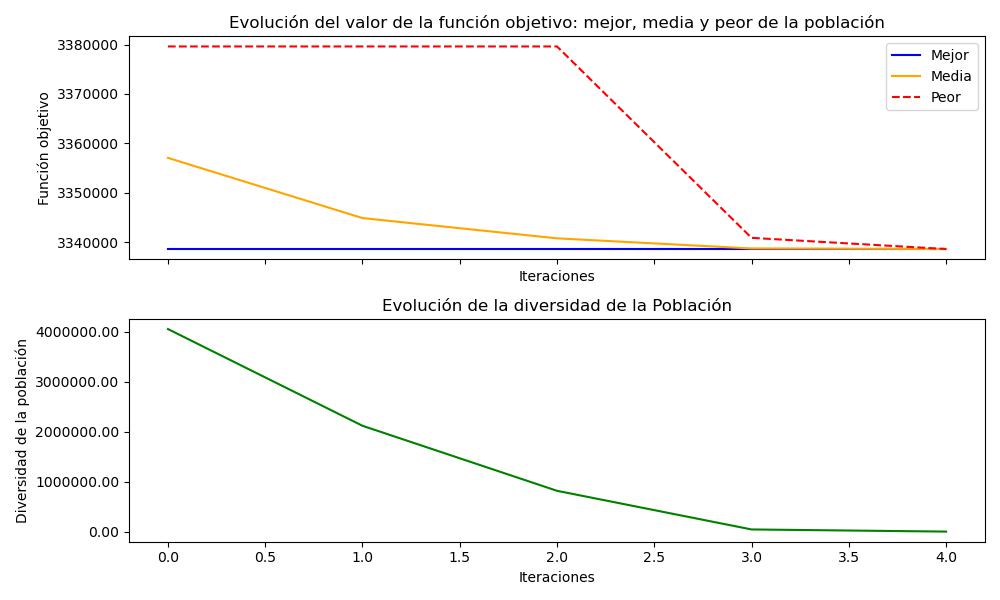 Evolución del valor de la función objetivo: mejor, media y peor de la población
3380000
3370000
3360000
3350000
3340000
Función objetivo
Mejor
Media
Peor
Iteraciones
Evolución de la diversidad de la Población
4000000.00
3000000.00
2000000.00
1000000.00
0.00
Diversidad de la población
0.0 0.5 1.0 1.5 2.0 2.5 3.0 3.5 4.0
Iteraciones